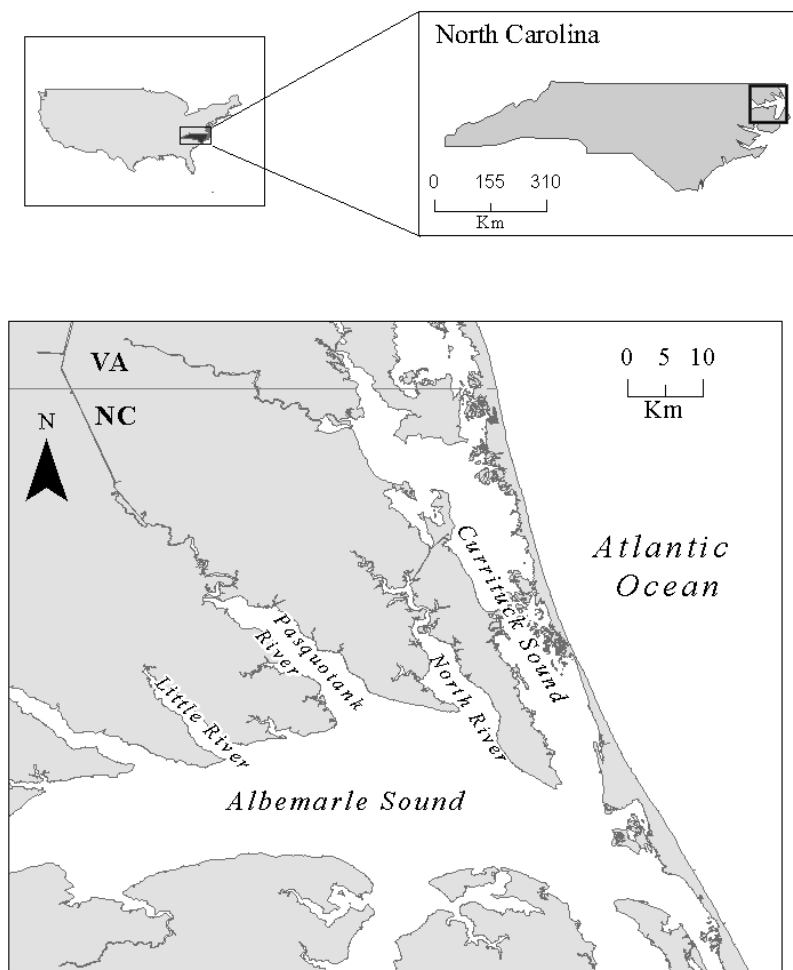 North Carolina
0 155 310
Km
VA
NC
N
0 5 10
Km
Atlantic
Ocean
Currituck Sound
Pasquotank
River
North River
Little River
Albemarle Sound